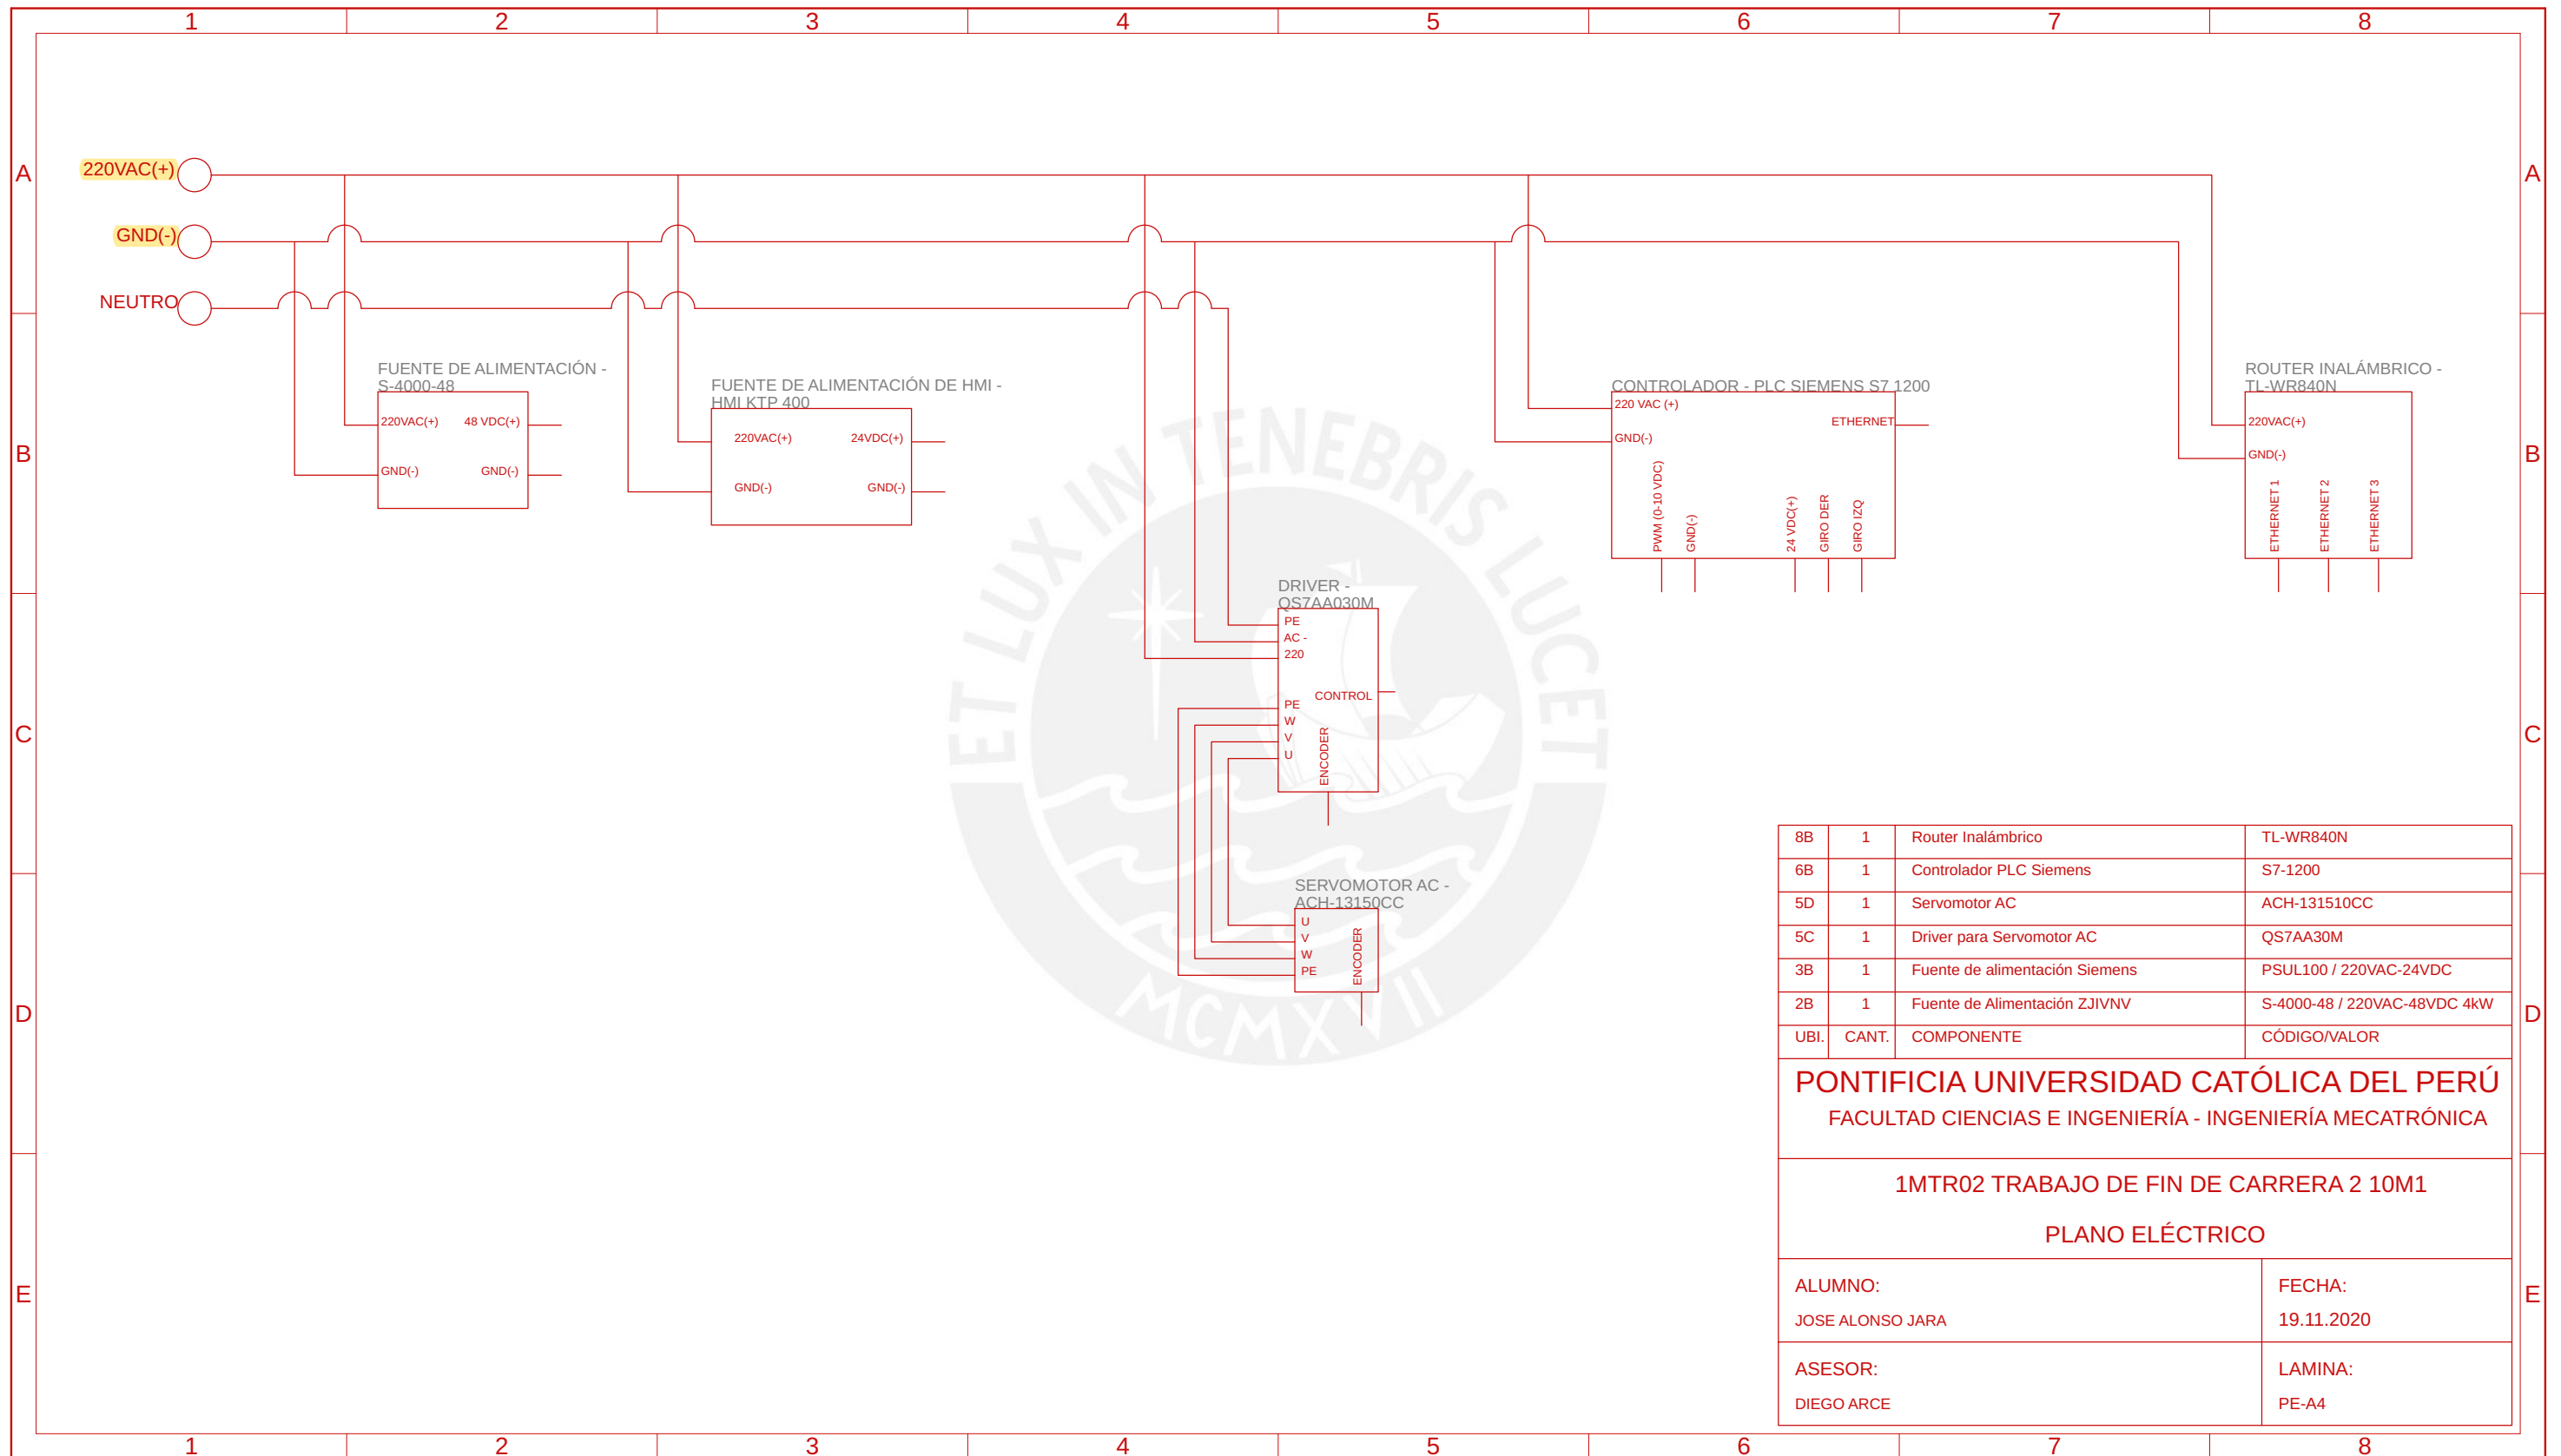 1 2 3 4 5 6 7 8
A
A
220VAC(+)
GND(-)
NEUTRO
B
B
FUENTE DE ALIMENTACIÓN -
S-4000-48
220VAC(+) 48 VDC(+)
GND(-) GND(-)
FUENTE DE ALIMENTACIÓN DE HMI -
HMI KTP 400
220VAC(+) 24VDC(+)
GND(-) GND(-)
CONTROLADOR - PLC SIEMENS S7 1200
220 VAC (+)
ETHERNET
GND(-)
PWM (0-10 VDC)
GND(-)
24 VDC(+)
GIRO DER
GIRO IZQ
ROUTER INALÁMBRICO -
TL-WR840N
220VAC(+)
GND(-)
ETHERNET 1
ETHERNET 2
ETHERNET 3
ET LUX IN TENEBRIS LUCET
MCMXVII
C
C
DRIVER -
QS7AA030M
PE
AC -
220
CONTROL
PE
W
V
U
ENCODER
SERVOMOTOR AC -
ACH-13150CC
U
V
W
PE
ENCODER
D
D
8B 1 Router Inalámbrico TL-WR840N
6B 1 Controlador PLC Siemens S7-1200
5D 1 Servomotor AC ACH-131510CC
5C 1 Driver para Servomotor AC QS7AA30M
3B 1 Fuente de alimentación Siemens PSUL100 / 220VAC-24VDC
2B 1 Fuente de Alimentación ZJIVNV S-4000-48 / 220VAC-48VDC 4kW
UBI. CANT. COMPONENTE CÓDIGO/VALOR
PONTIFICIA UNIVERSIDAD CATÓLICA DEL PERÚ
FACULTAD CIENCIAS E INGENIERÍA - INGENIERÍA MECATRÓNICA
1MTR02 TRABAJO DE FIN DE CARRERA 2 10M1
PLANO ELÉCTRICO
E
E
ALUMNO:
JOSE ALONSO JARA
FECHA:
19.11.2020
ASESOR:
DIEGO ARCE
LAMINA:
PE-A4
1 2 3 4 5 6 7 8